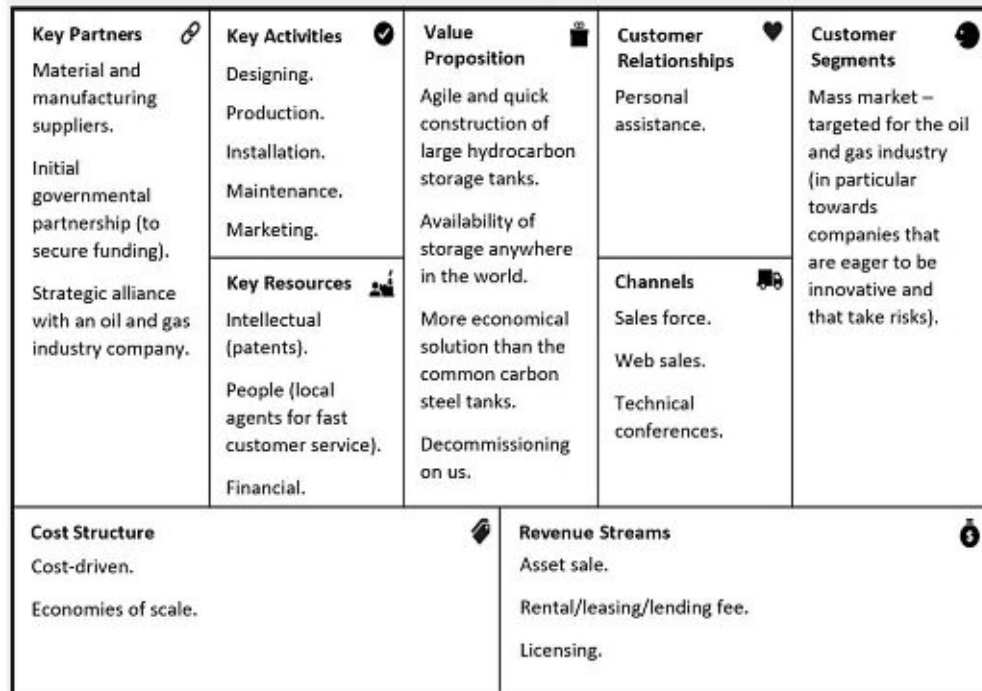 Key Partners
Material and
manufacturing
suppliers.
Initial
governmental
partnership (to
secure funding).
Strategic alliance
with an oil and gas
industry company.
Key Activities
Designing.
Production.
Installation.
Maintenance.
Marketing.
Key Resources
Intellectual
(patents).
People (local
agents for fast
customer service).
Financial.
Value
Proposition
Agile and quick
construction of
large hydrocarbon
storage tanks.
Availability of
storage anywhere
in the world.
More economical
solution than the
common carbon
steel tanks.
Decommissioning
on us.
Customer
Relationships
Personal
assistance.
Channels
Sales force.
Web sales.
Technical
conferences.
Customer
Segments
Mass market –
targeted for the oil
and gas industry
(in particular
towards
companies that
are eager to be
innovative and
that take risks).
Cost Structure
Cost-driven.
Economies of scale.
Revenue Streams
$
Asset sale.
Rental/leasing/lending fee.
Licensing.